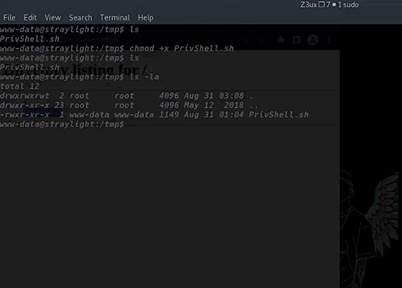 Z3ux ❐ 7 ● 1 sudo
File Edit View Search Terminal Help
www-data@straylight:/tmp$ ls
PrivShell.sh
www-data@straylight:/tmp$ chmod +x PrivShell.sh
www-data@straylight:/tmp$ ls
PrivShell.sh
www-data@straylight:/tmp$ ls -la
total 12
drwxrwxrwt 2 root root 4096 Aug 31 03:08 .
drwxr-xr-x 23 root root 4096 May 12 2018 ..
-rwxr-xr-x 1 www-data www-data 1149 Aug 31 01:04 PrivShell.sh
www-data@straylight:/tmp$
listing for /